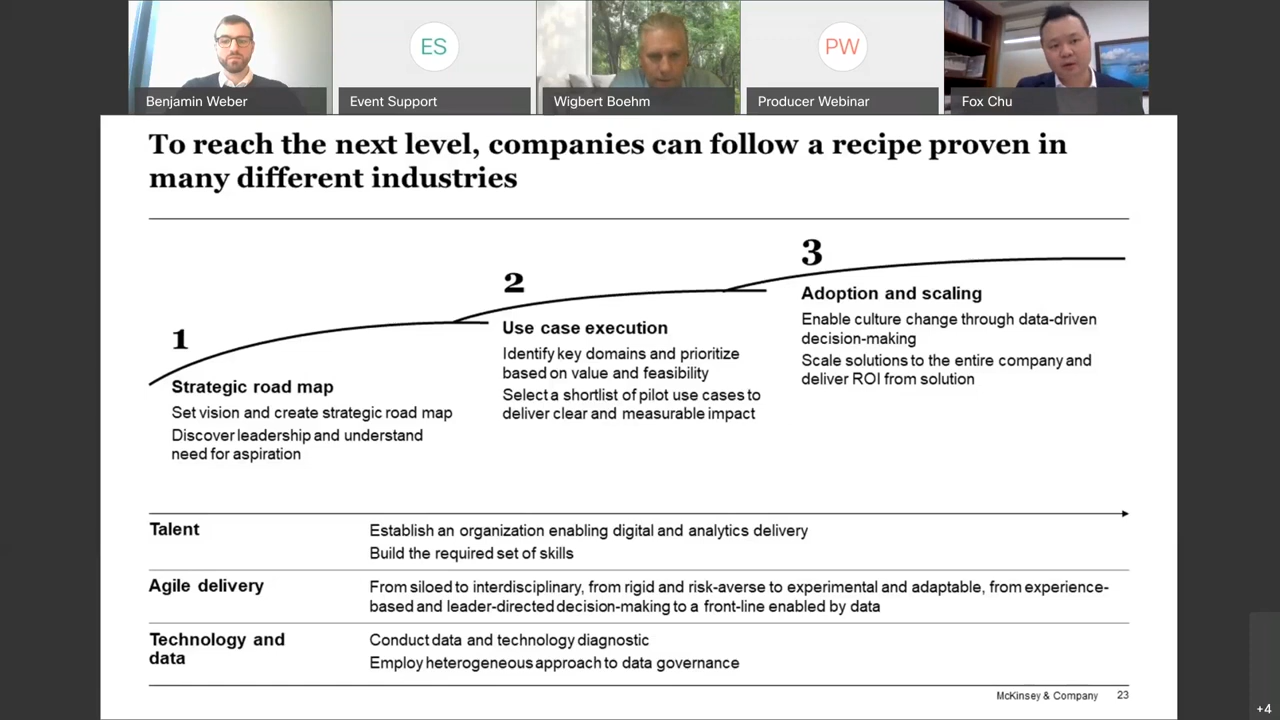 ES
PW
Benjamin Weber
Event Support
Wigbert Boehm
Producer Webinar
Fox Chu
To reach the next level, companies can follow a recipe proven in
many different industries
1
Strategic road map
Set vision and create strategic road map
Discover leadership and understand
need for aspiration
2
Use case execution
Identify key domains and prioritize
based on value and feasibility
Select a shortlist of pilot use cases to
deliver clear and measurable impact
3
Adoption and scaling
Enable culture change through data-driven
decision-making
Scale solutions to the entire company and
deliver ROI from solution
Talent
Establish an organization enabling digital and analytics delivery
Build the required set of skills
Agile delivery
From siloed to interdisciplinary, from rigid and risk-averse to experimental and adaptable, from experience-
based and leader-directed decision-making to a front-line enabled by data
Technology and
data
Conduct data and technology diagnostic
Employ heterogeneous approach to data governance
McKinsey & Company 23
+4